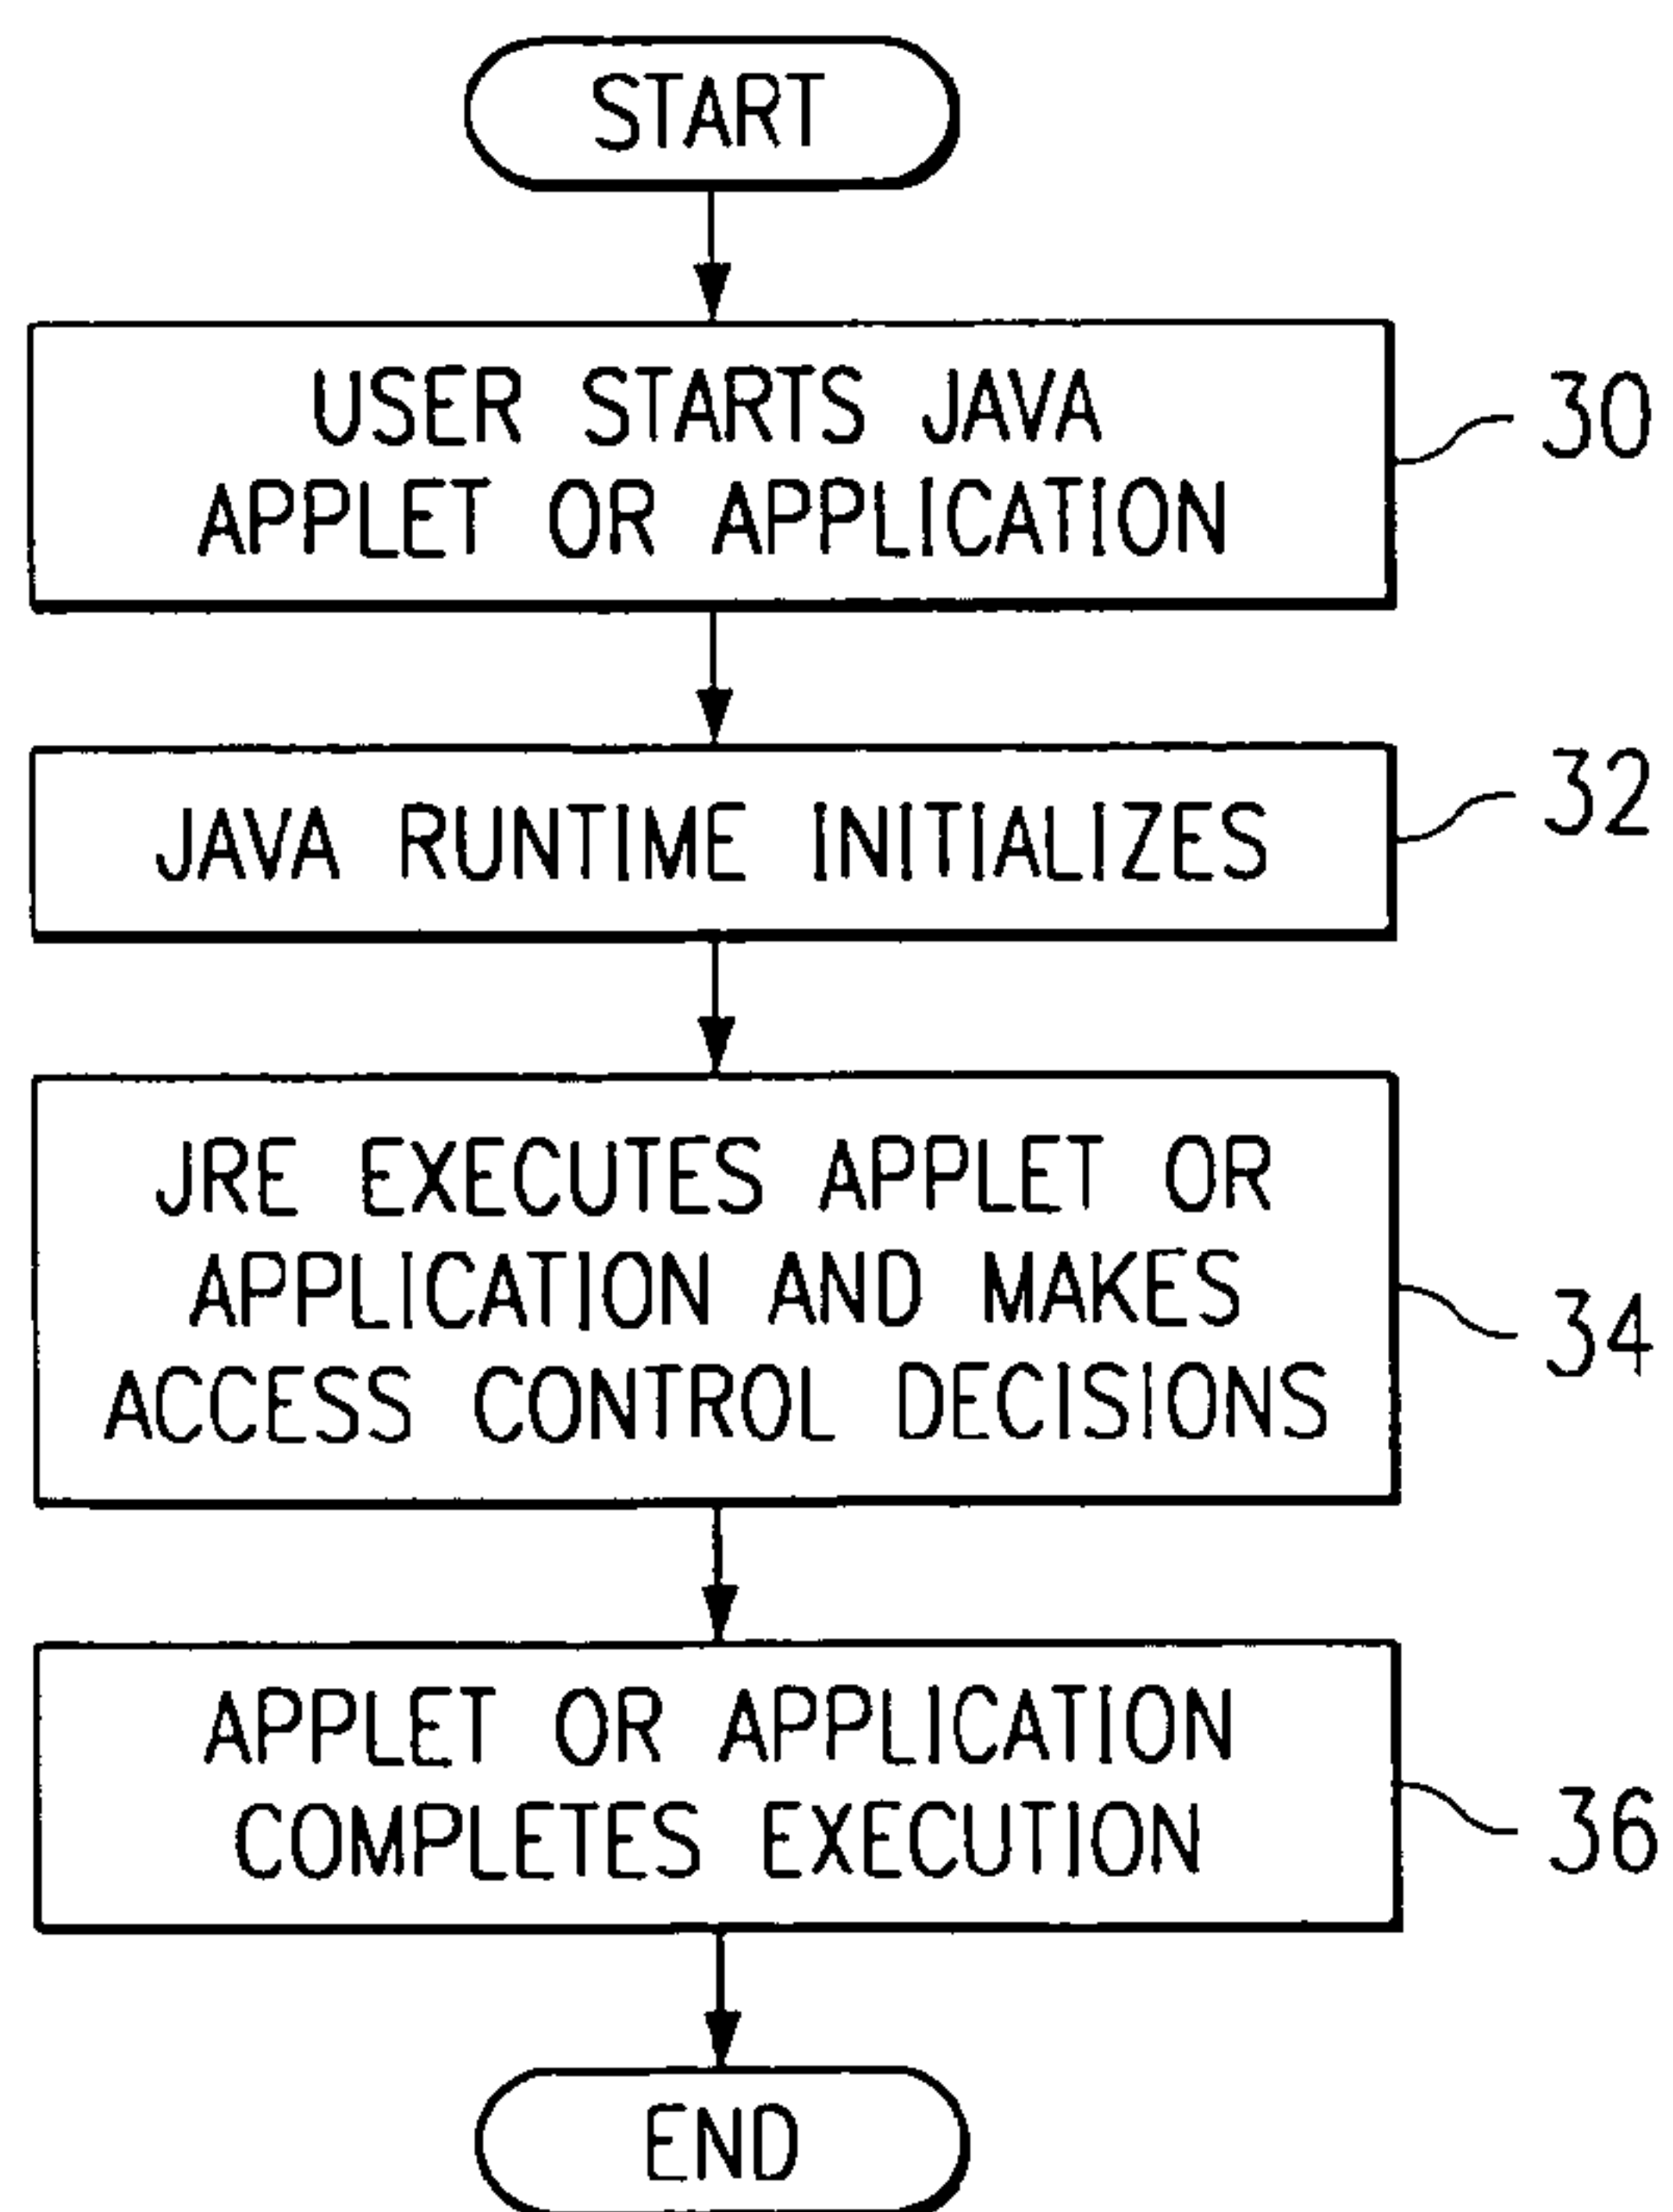 START
USER STARTS JAVA
APPLET OR APPLICATION
30
JAVA RUNTIME INITIALIZES
32
JRE EXECUTES APPLET OR
APPLICATION AND MAKES
ACCESS CONTROL DECISIONS
34
APPLET OR APPLICATION
COMPLETES EXECUTION
36
END